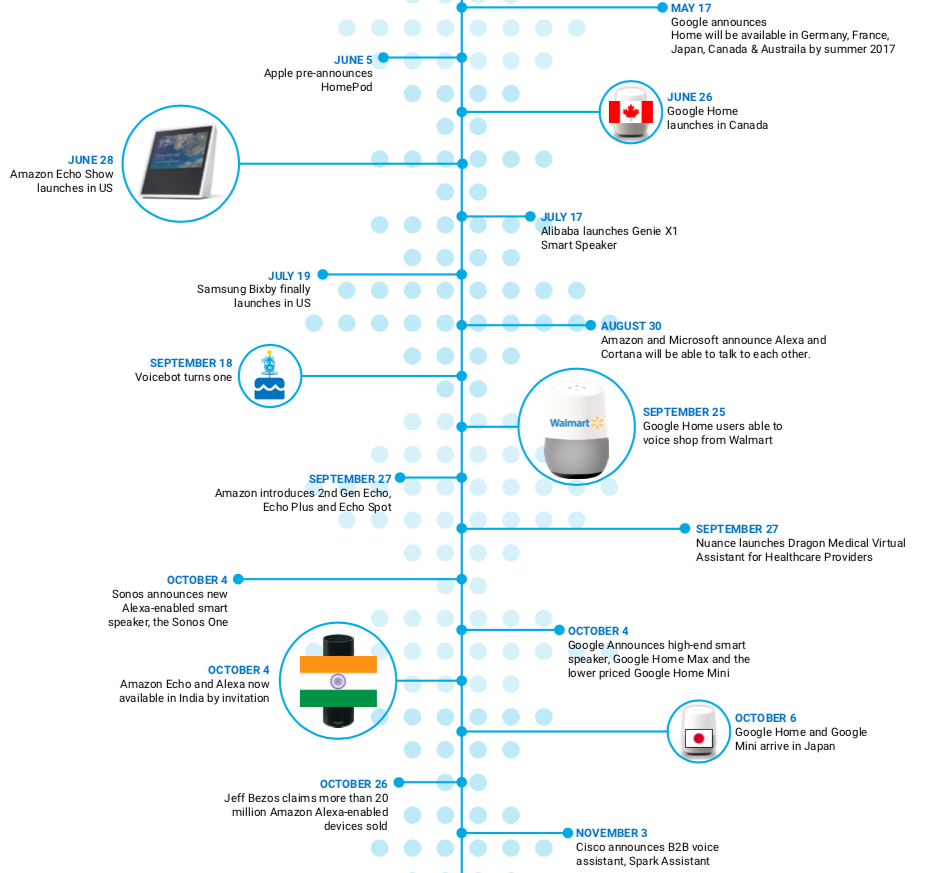 MAY 17
Google announces
Home will be available in Germany, France,
Japan, Canada & Austraila by summer 2017
JUNE 5
Apple pre-announces
HomePod
JUNE 26
Google Home
launches in Canada
JUNE 28
Amazon Echo Show
launches in US
JULY 17
Alibaba launches Genie X1
Smart Speaker
JULY 19
Samsung Bixby finally
launches in US
AUGUST 30
Amazon and Microsoft announce Alexa and
Cortana will be able to talk to each other.
SEPTEMBER 18
Voicebot turns one
Walmart
SEPTEMBER 25
Google Home users able to
voice shop from Walmart
SEPTEMBER 27
Amazon introduces 2nd Gen Echo,
Echo Plus and Echo Spot
SEPTEMBER 27
Nuance launches Dragon Medical Virtual
Assistant for Healthcare Providers
OCTOBER 4
Sonos announces new
Alexa-enabled smart
speaker, the Sonos One
OCTOBER 4
Google Announces high-end smart
speaker, Google Home Max and the
lower priced Google Home Mini
OCTOBER 4
Amazon Echo and Alexa now
available in India by invitation
OCTOBER 6
Google Home and Google
Mini arrive in Japan
OCTOBER 26
Jeff Bezos claims more than 20
million Amazon Alexa-enabled
devices sold
NOVEMBER 3
Cisco announces B2B voice
assistant, Spark Assistant